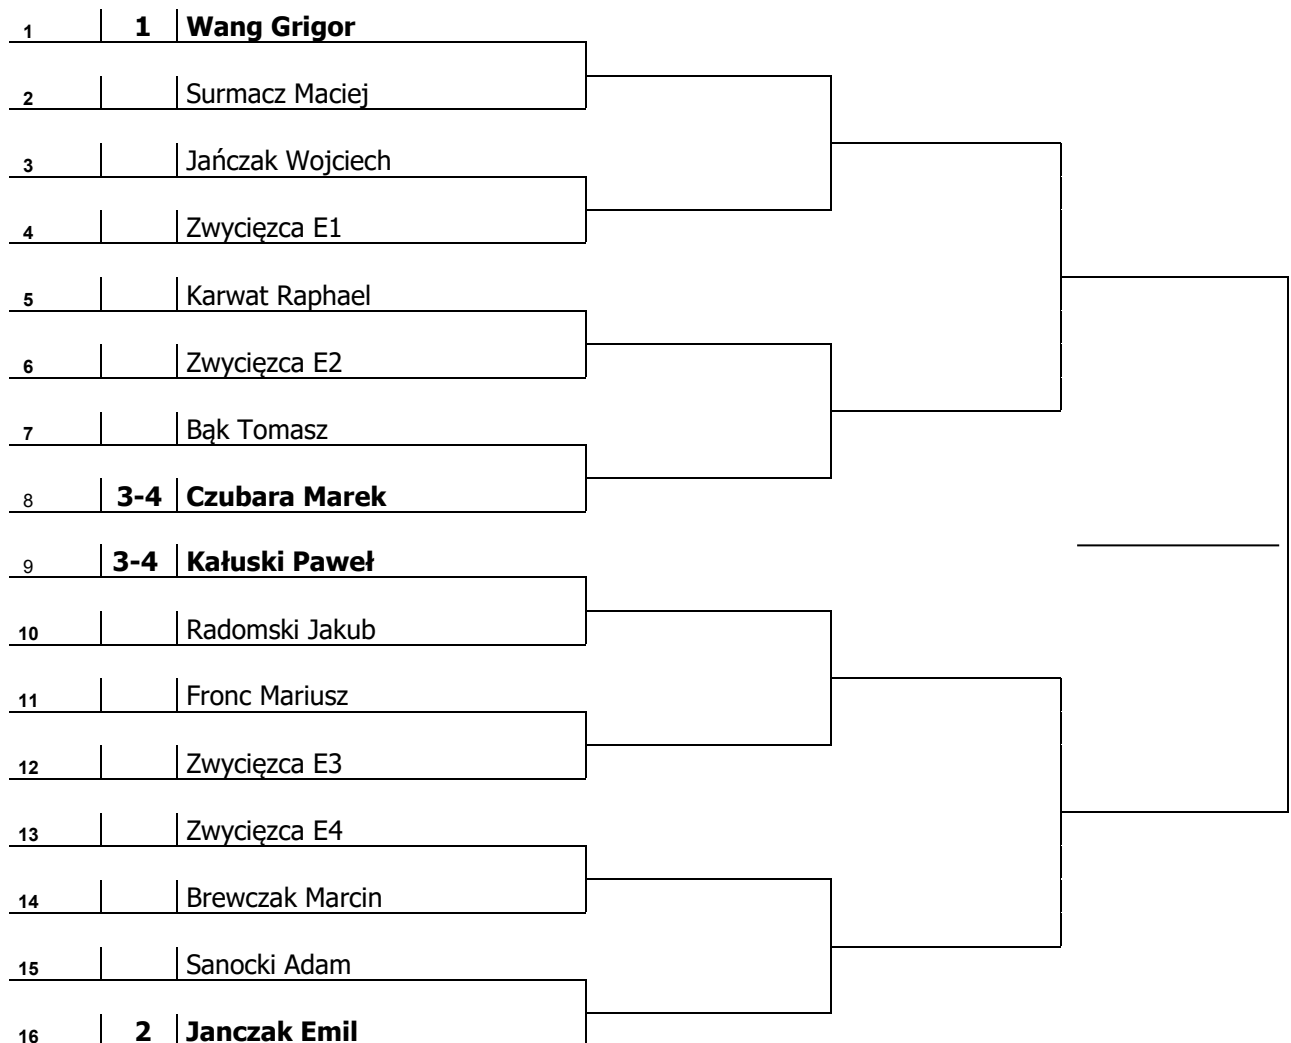 1 1 Wang Grigor
2 Surmacz Maciej
3 Jańczak Wojciech
4 Zwycięzca E1
5 Karwat Raphael
6 Zwycięzca E2
7 Bąk Tomasz
8 3-4 Czubara Marek
9 3-4 Kałuski Paweł
10 Radomski Jakub
11 Fronc Mariusz
12 Zwycięzca E3
13 Zwycięzca E4
14 Brewczak Marcin
15 Sanocki Adam
16 2 Janczak Emil